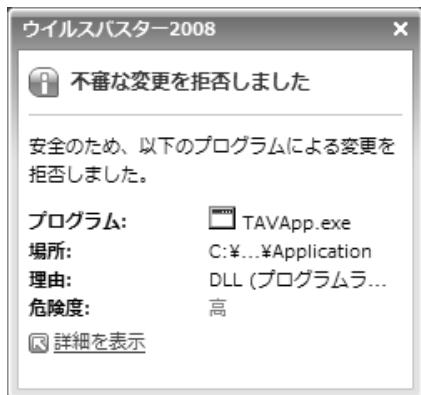 ウイルスバスター2008
不審な変更を拒否しました
安全のため、以下のプログラムによる変更を
拒否しました。
プログラム: TAVApp.exe
場所: C:¥...¥Application
理由: DLL (プログラムラ...
危険度: 高
詳細を表示